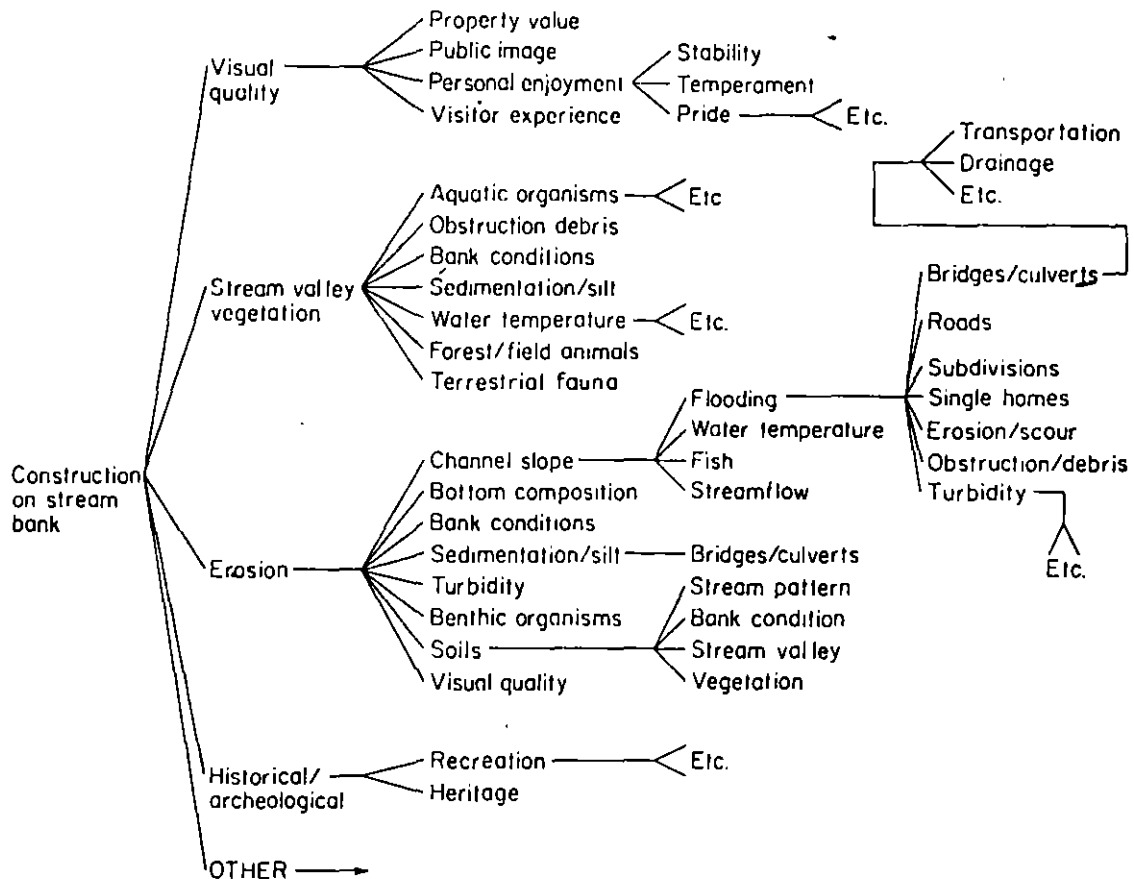 Property value
Public image
Personal enjoyment
Visitor experience
Stability
Temperament
Pride
Etc.
Visual
quality
Transportation
Drainage
Etc.
Aquatic organisms
Etc
Obstruction debris
Bank conditions
Sedimentation/silt
Water temperature
Etc.
Forest/field animals
Terrestrial fauna
Stream valley
vegetation
Bridges/culverts
Roads
Subdivisions
Single homes
Erosion/scour
Obstruction/debris
Turbidity
Etc.
Flooding
Water temperature
Fish
Streamflow
Construction
on stream
bank
Channel slope
Bottom composition
Bank conditions
Sedimentation/silt
Bridges/culverts
Turbidity
Benthic organisms
Soils
Visual quality
Erosion
Stream pattern
Bank condition
Stream valley
Vegetation
Historical/
archeological
Recreation
Etc.
Heritage
OTHER